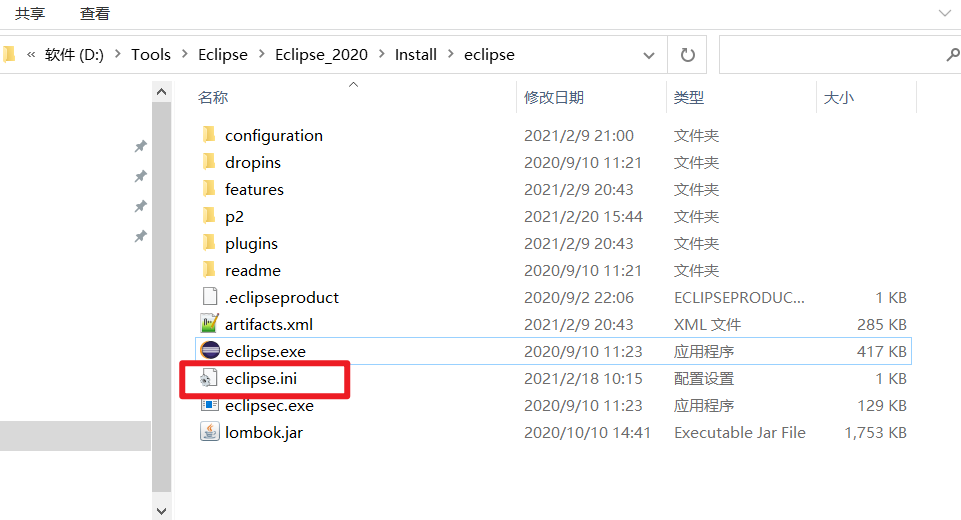 共享 查看
« 软件 (D:) > Tools > Eclipse > Eclipse_2020 > Install > eclipse
名称 修改日期 类型 大小
configuration 2021/2/9 21:00 文件夹
dropins 2020/9/10 11:21 文件夹
features 2021/2/9 20:43 文件夹
p2 2021/2/20 15:44 文件夹
plugins 2021/2/9 20:43 文件夹
readme 2020/9/10 11:21 文件夹
.eclipseproduct 2020/9/2 22:06 ECLIPSEPRODUC... 1 KB
artifacts.xml 2021/2/9 20:43 XML 文件 285 KB
eclipse.exe 2020/9/10 11:23 应用程序 417 KB
eclipse.ini 2021/2/18 10:15 配置设置 1 KB
eclipsec.exe 2020/9/10 11:23 应用程序 129 KB
lombok.jar 2020/10/10 14:41 Executable Jar File 1,753 KB